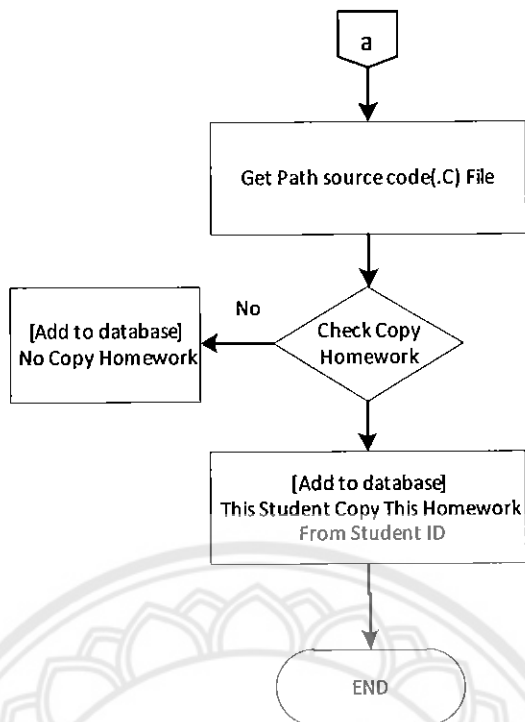 a
Get Path source code(.C) File
No
Check Copy
Homework
[Add to database]
No Copy Homework
[Add to database]
This Student Copy This Homework
From Student ID
END